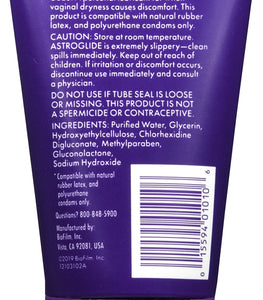 vaginal dryness causes discomfort. This
product is compatible with natural rubber
latex, and polyurethane condoms only.
CAUTION: Store at room temperature.
ASTROGLIDE is extremely slippery—clean
spills immediately. Keep out of reach of
children. If irritation or discomfort occurs,
discontinue use immediately and consult
a physician.
DO NOT USE IF TUBE SEAL IS LOOSE
OR MISSING. THIS PRODUCT IS NOT
A SPERMICIDE OR CONTRACEPTIVE.
INGREDIENTS: Purified Water, Glycerin,
Hydroxyethylcellulose, Chlorhexidine
Digluconate, Methylparaben,
Gluconolactone,
Sodium Hydroxide
*Compatible with natural
rubber latex, and
polyurethane condoms
only.
Questions? 800-848-5900
Manufactured by:
BioFilm, Inc.
Vista, CA 92081, USA
©2019 BioFilm, Inc.
12103102A
0 15594 01010 6